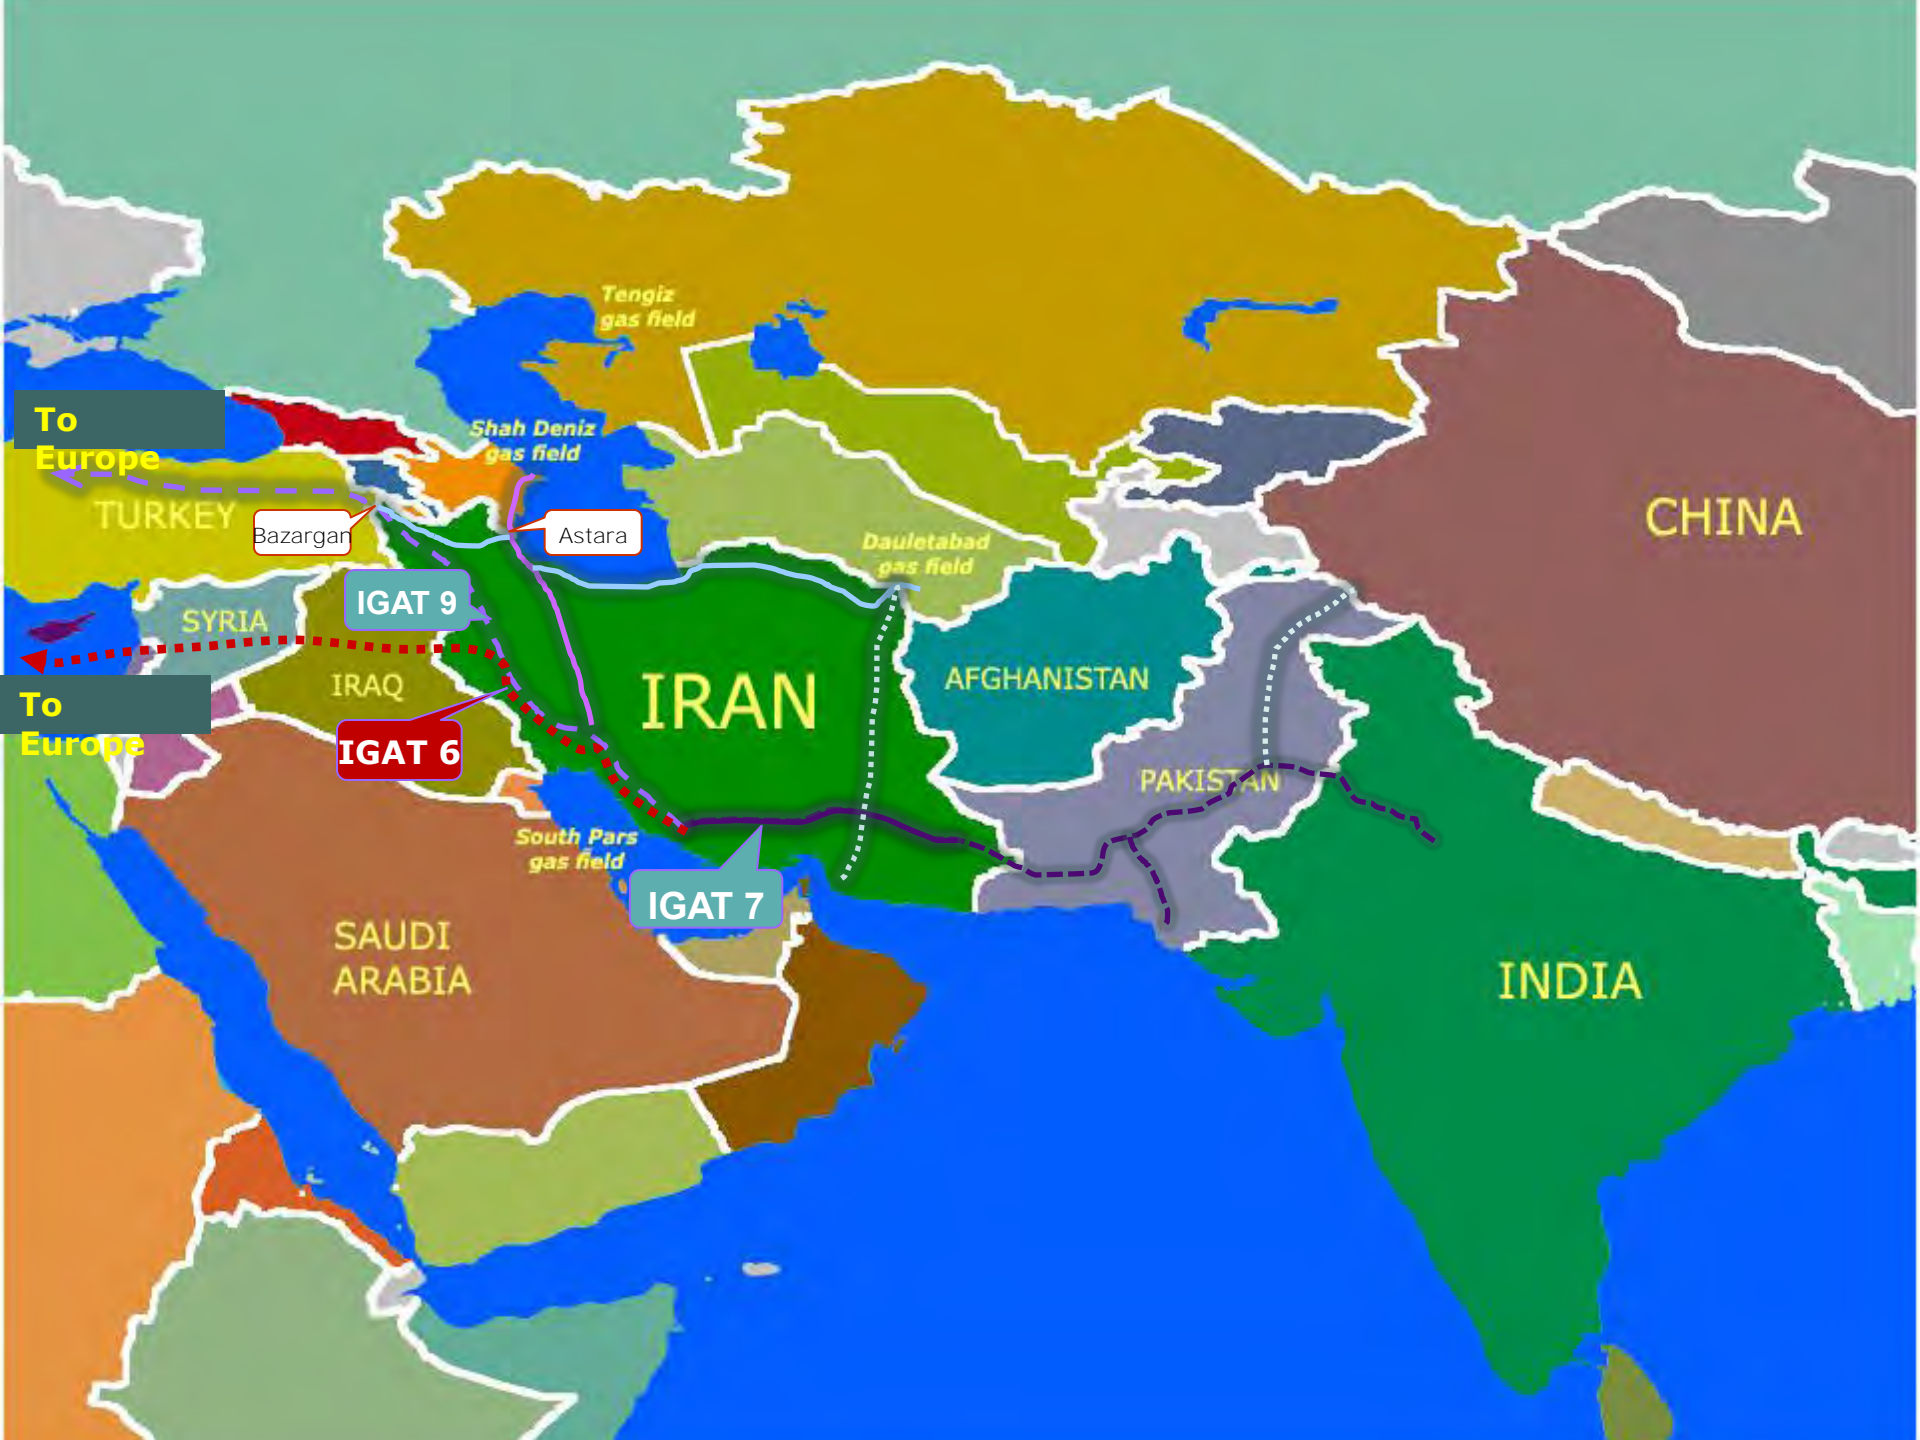 Tengiz
gas field
To
Europe
Shah Deniz
gas field
TURKEY
Bazargan
Astara
CHINA
Dauletabad
gas field
IGAT 9
SYRIA
IRAN
AFGHANISTAN
IRAQ
To
Europe
IGAT 6
PAKISTAN
South Pars
gas field
IGAT 7
SAUDI
ARABIA
INDIA